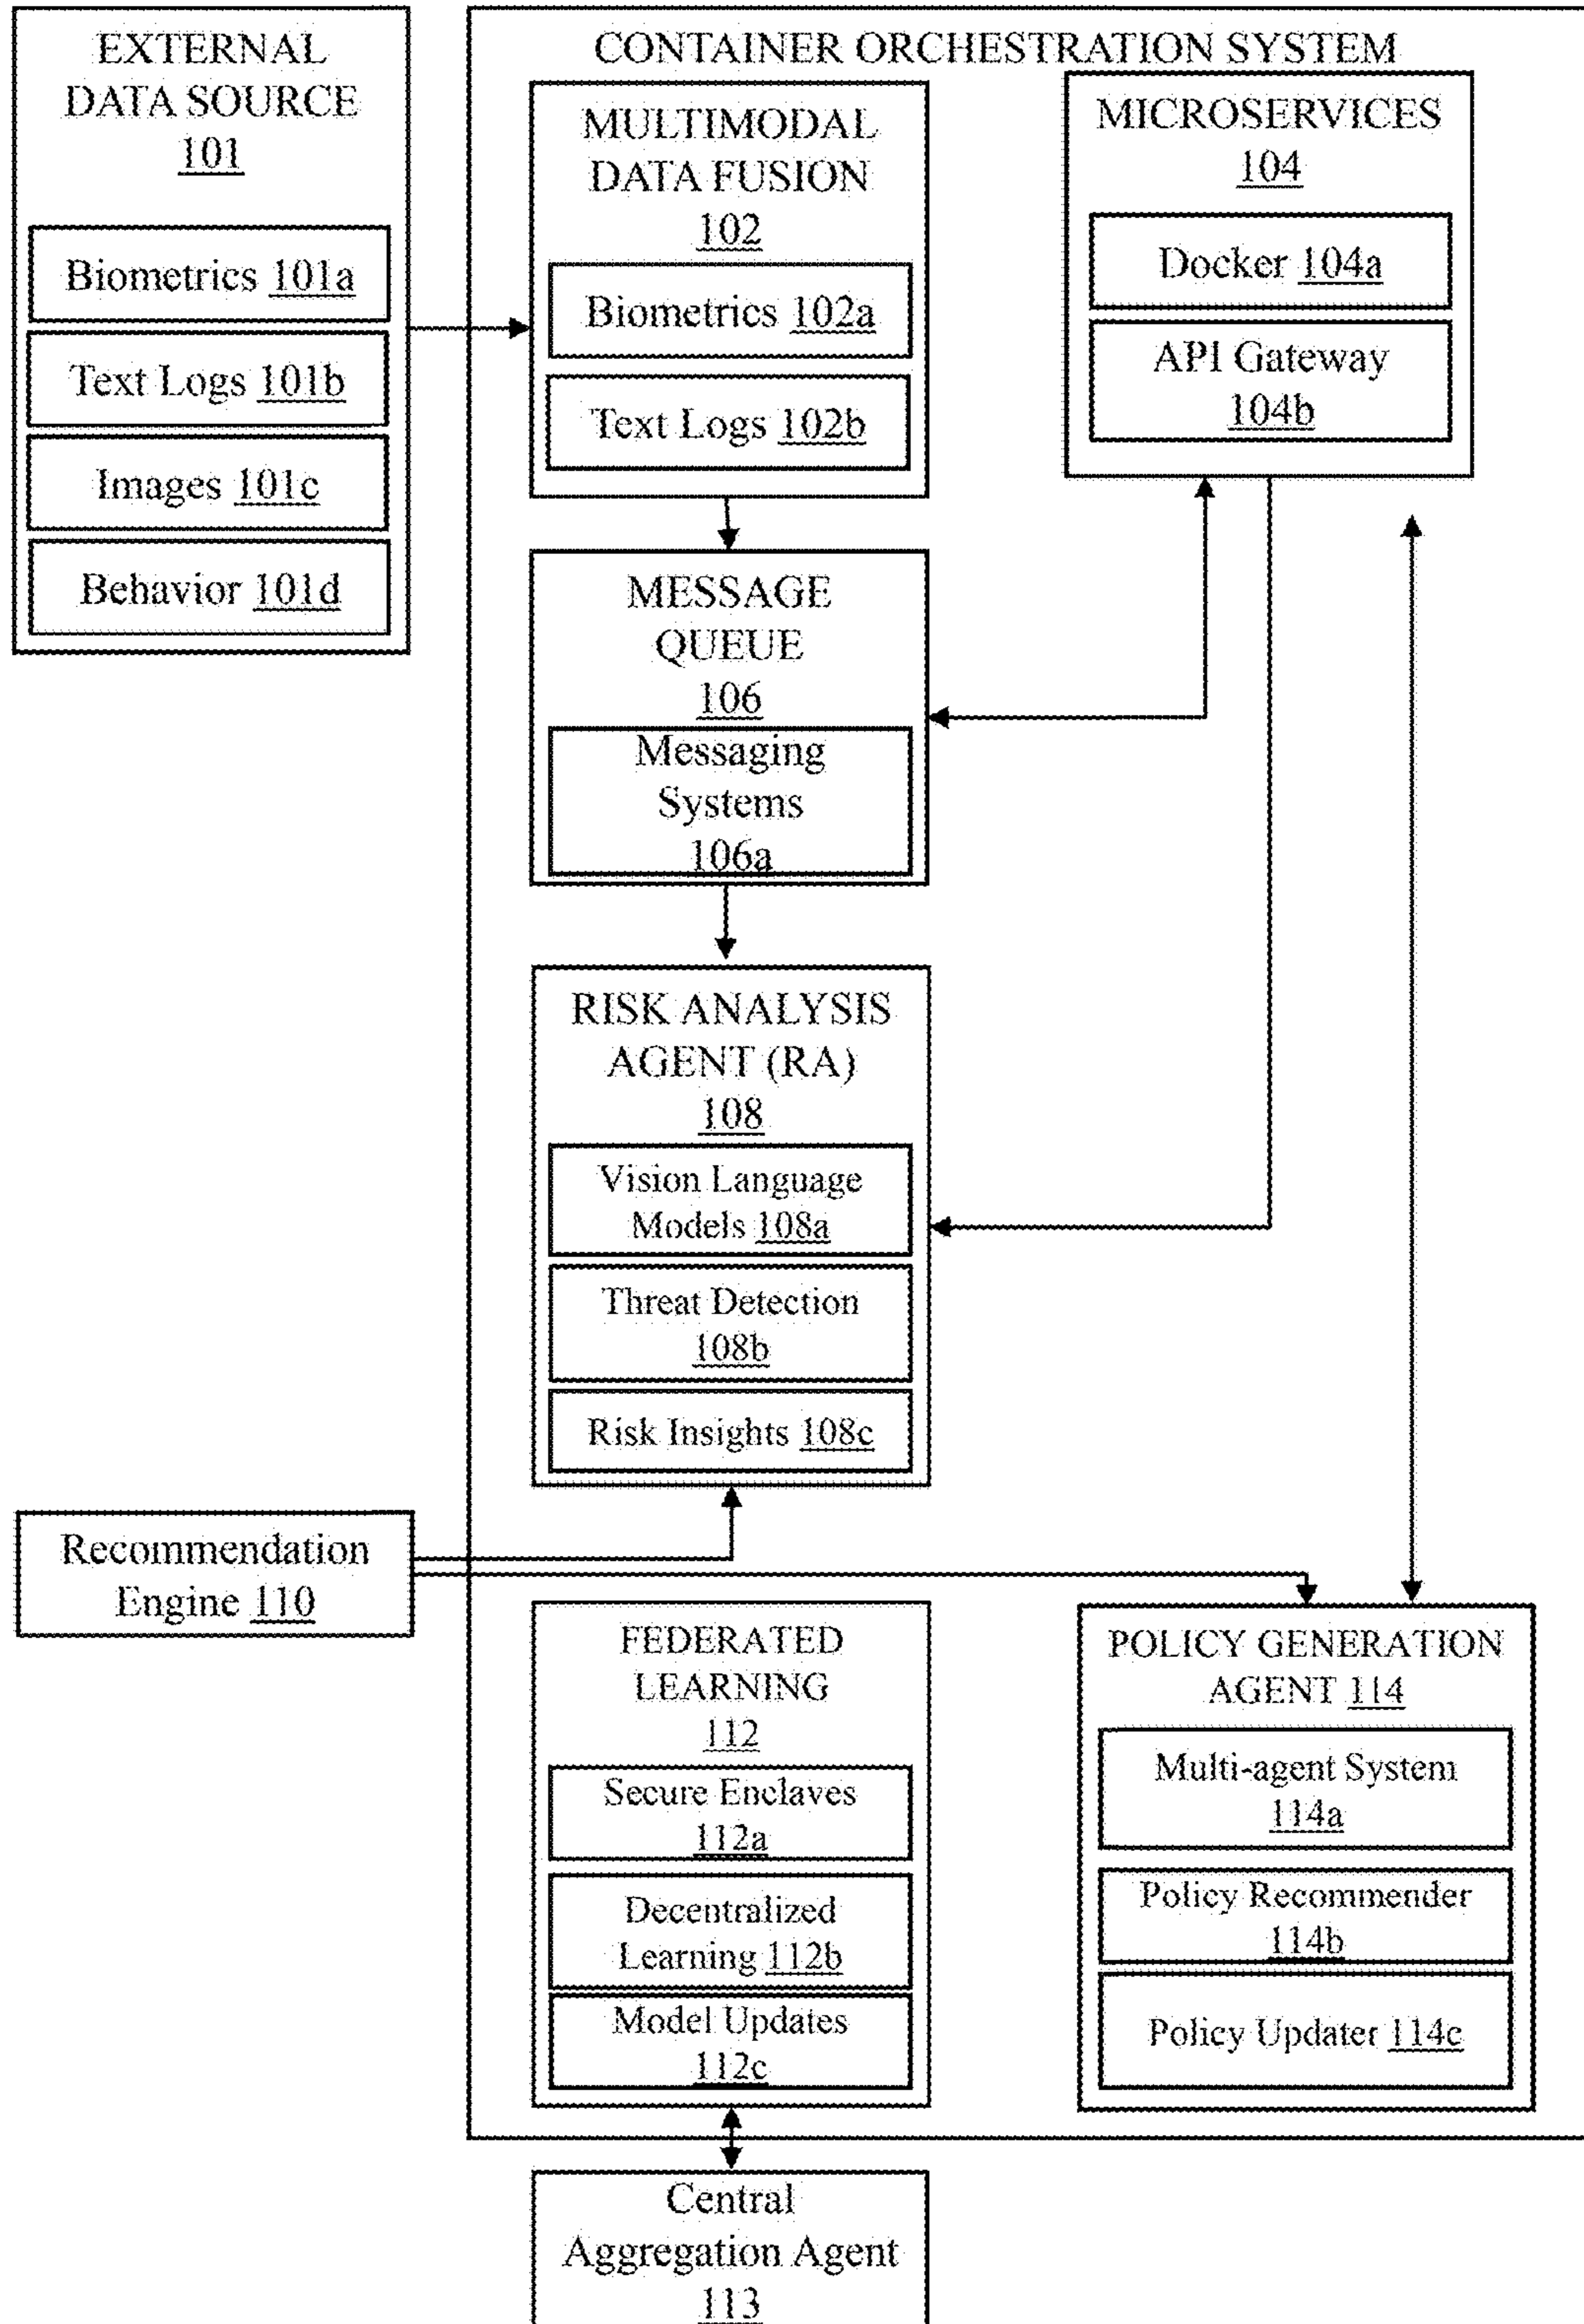 EXTERNAL
DATA SOURCE
101
Biometrics 101a
Text Logs 101b
Images 101c
Behavior 101d
CONTAINER ORCHESTRATION SYSTEM
MULTIMODAL
DATA FUSION
102
Biometrics 102a
Text Logs 102b
MICROSERVICES
104
Docker 104a
API Gateway
104b
MESSAGE
QUEUE
106
Messaging
Systems
106a
RISK ANALYSIS
AGENT (RA)
108
Vision Language
Models 108a
Threat Detection
108b
Risk Insights 108c
Recommendation
Engine 110
FEDERATED
LEARNING
112
Secure Enclaves
112a
Decentralized
Learning 112b
Model Updates
112c
POLICY GENERATION
AGENT 114
Multi-agent System
114a
Policy Recommender
114b
Policy Updater 114c
Central
Aggregation Agent
113